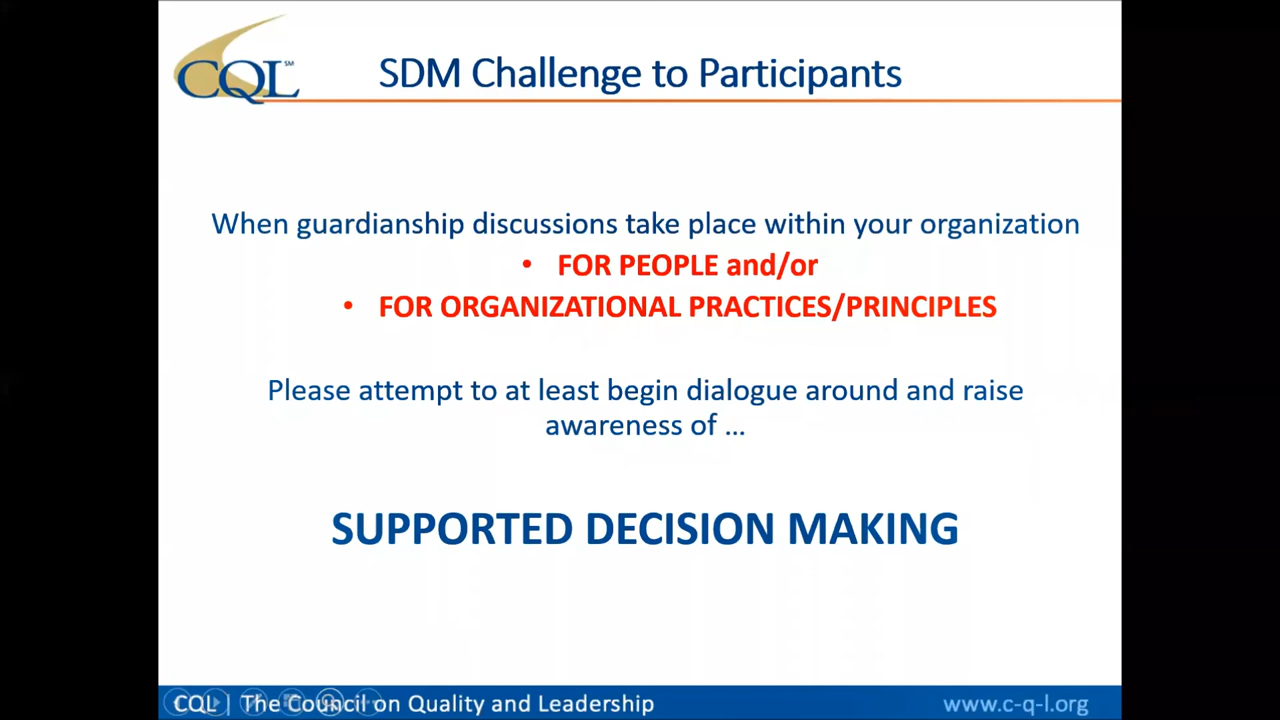 CQL SM
SDM Challenge to Participants
When guardianship discussions take place within your organization
• FOR PEOPLE and/or
• FOR ORGANIZATIONAL PRACTICES/PRINCIPLES
Please attempt to at least begin dialogue around and raise
awareness of …
SUPPORTED DECISION MAKING
CQL | The Council on Quality and Leadership
www.c-q-l.org